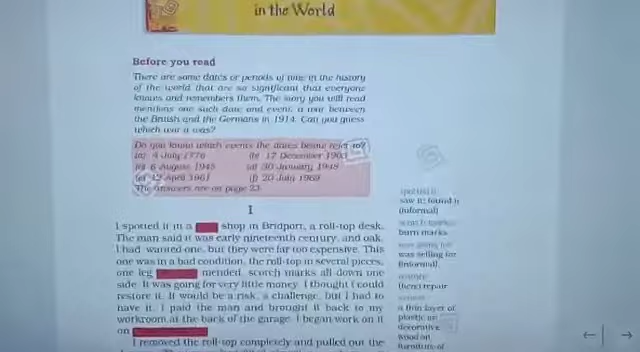 in the World
Before you read
There are some dates or periods of time in the history
of the world that are so significant that everyone
knows and remembers them. The story you will read
mentions one such date and event, a war between
the British and the Germans in 1914. Can you guess
which war it was?
Do you know which events the dates below refer to?
(a) 4 July 1776
(b) 17 December 1903
(c) 6 August 1945
(d) 30 January 1948
(e) 12 April 1961
(f) 20 July 1969
The answers are on page 23.
I
I spotted it in a shop in Bridport, a roll-top desk.
The man said it was early nineteenth century, and oak.
I had wanted one, but they were far too expensive. This
one was in a bad condition, the roll-top in several pieces,
one leg mended, scorch marks all down one
side. It was going for very little money. I thought I could
restore it. It would be a risk, a challenge, but I had to
have it. I paid the man and brought it back to my
workroom at the back of the garage. I began work on it
on
I removed the roll-top completely and pulled out the
spotted it
saw it; found it
(informal)
scorch marks
burn marks
was going for
was selling for
(informal)
restore
(here) repair
a thin layer of
plastic or
decorative
wood on
furniture of